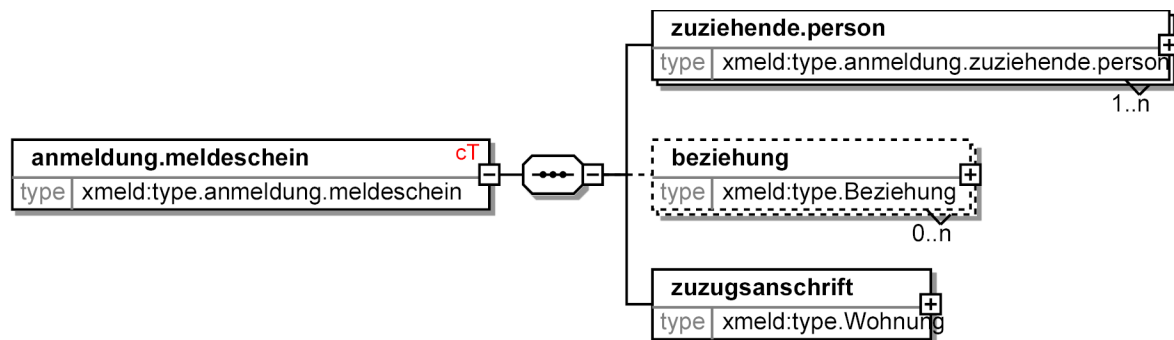 zuziehende.person
type xmeld:type.anmeldung.zuziehende.person
1..n
anmeldung.meldeschein cT
type xmeld:type.anmeldung.meldeschein
beziehung
type xmeld:type.Beziehung
0..n
zuzugsanschrift
type xmeld:type.Wohnung